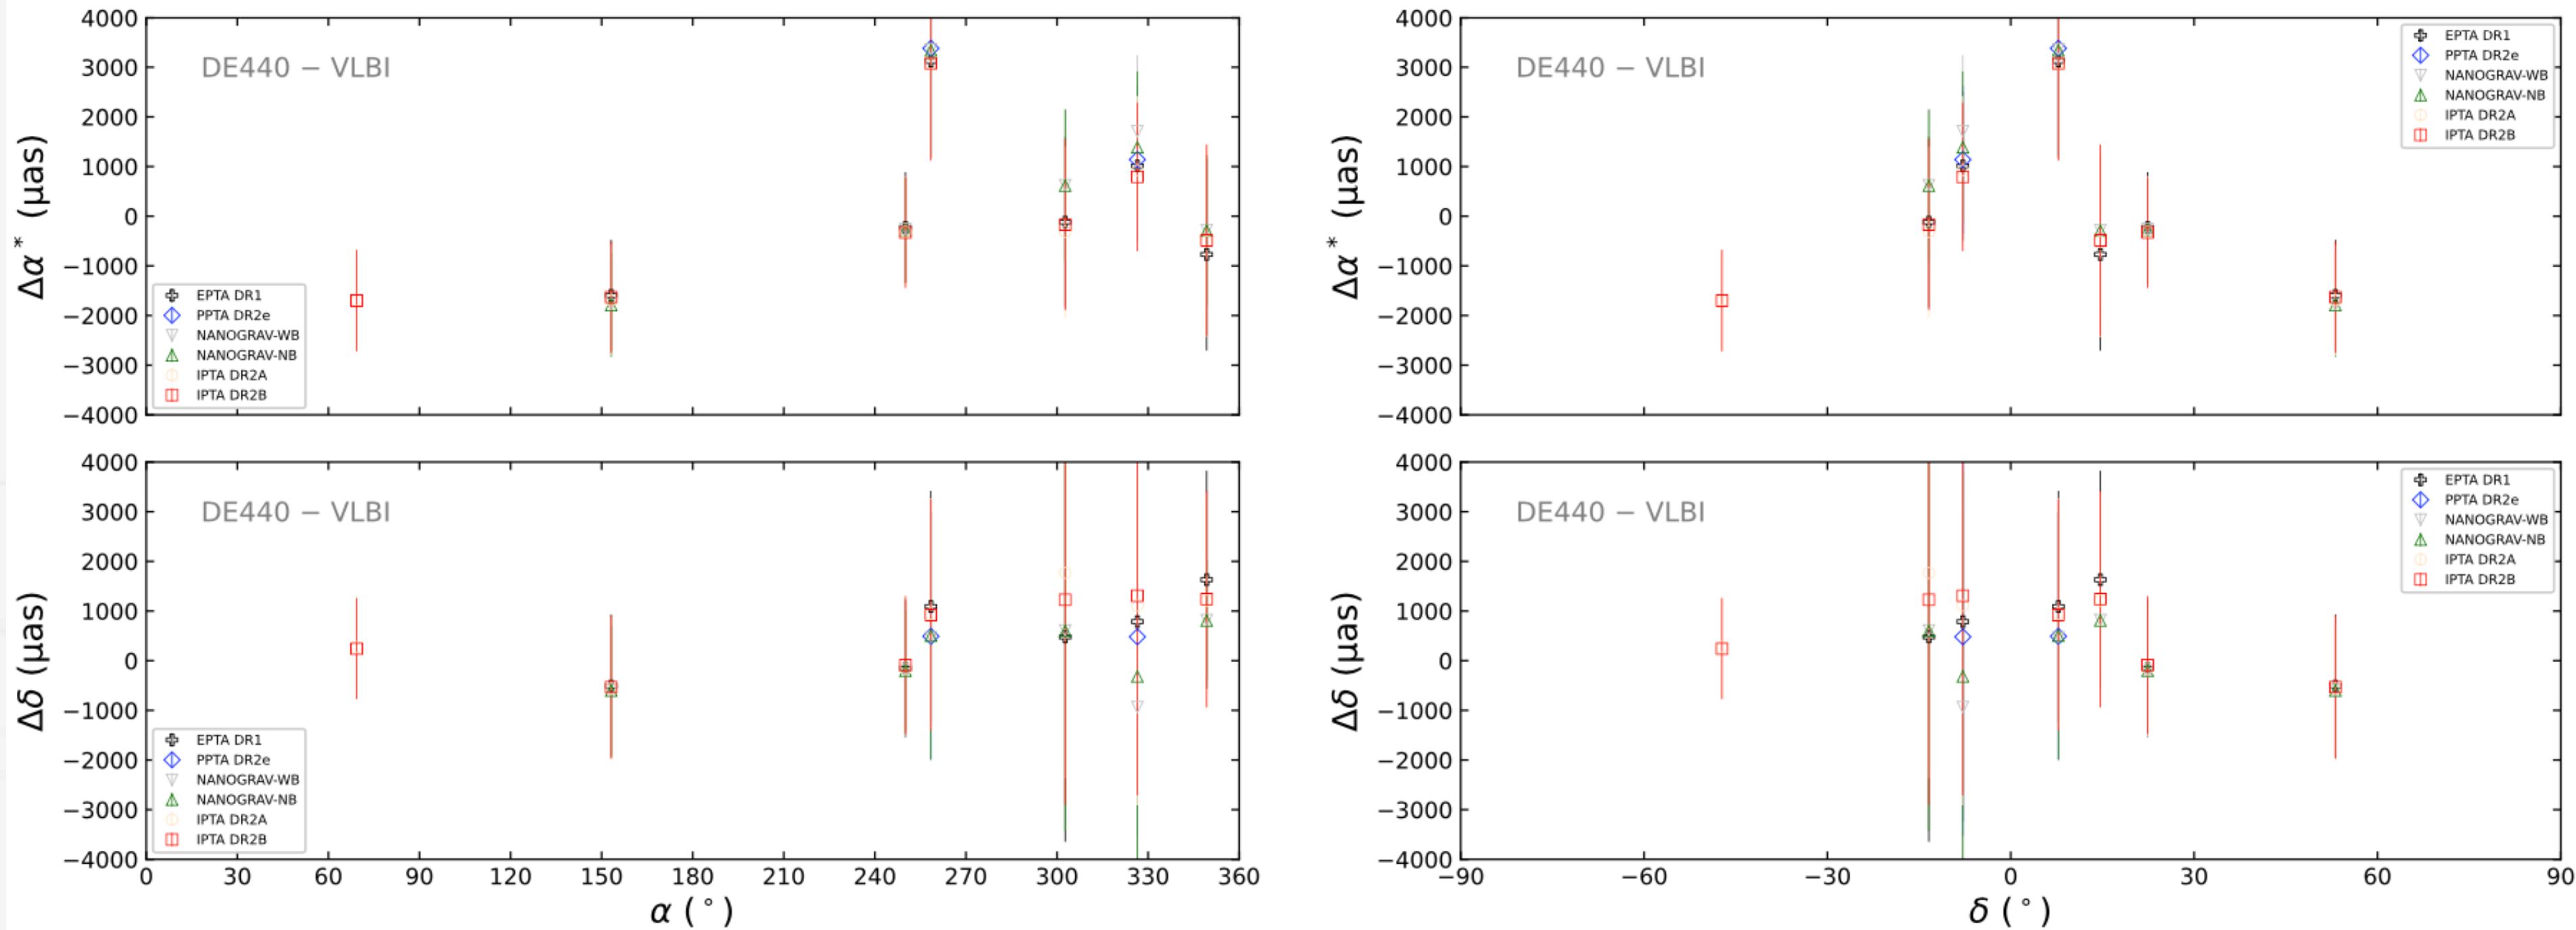 4000
3000
2000
1000
0
−1000
−2000
−3000
−4000
Δα* (μas)
DE440 − VLBI
EPTA DR1
PPTA DR2e
NANOGRAV-WB
NANOGRAV-NB
IPTA DR2A
IPTA DR2B
4000
3000
2000
1000
0
−1000
−2000
−3000
−4000
Δα* (μas)
DE440 − VLBI
EPTA DR1
PPTA DR2e
NANOGRAV-WB
NANOGRAV-NB
IPTA DR2A
IPTA DR2B
4000
3000
2000
1000
0
−1000
−2000
−3000
−4000
Δδ (μas)
DE440 − VLBI
EPTA DR1
PPTA DR2e
NANOGRAV-WB
NANOGRAV-NB
IPTA DR2A
IPTA DR2B
0 30 60 90 120 150 180 210 240 270 300 330 360
α (°)
4000
3000
2000
1000
0
−1000
−2000
−3000
−4000
Δδ (μas)
DE440 − VLBI
EPTA DR1
PPTA DR2e
NANOGRAV-WB
NANOGRAV-NB
IPTA DR2A
IPTA DR2B
−90 −60 −30 0 30 60 90
δ (°)